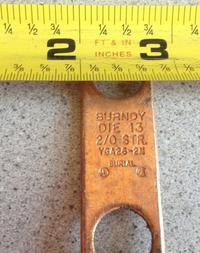 2 FT & IN 3
INCHES
BURNDY
DIE 13
2/0 STR.
YGA26-2N
BURIAL